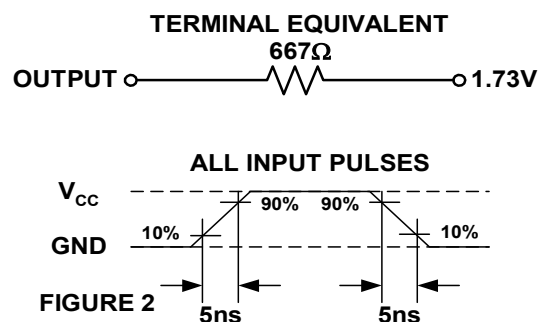 TERMINAL EQUIVALENT
667Ω
OUTPUT 1.73V
ALL INPUT PULSES
VCC
90% 90%
10% 10%
GND
FIGURE 2
5ns 5ns